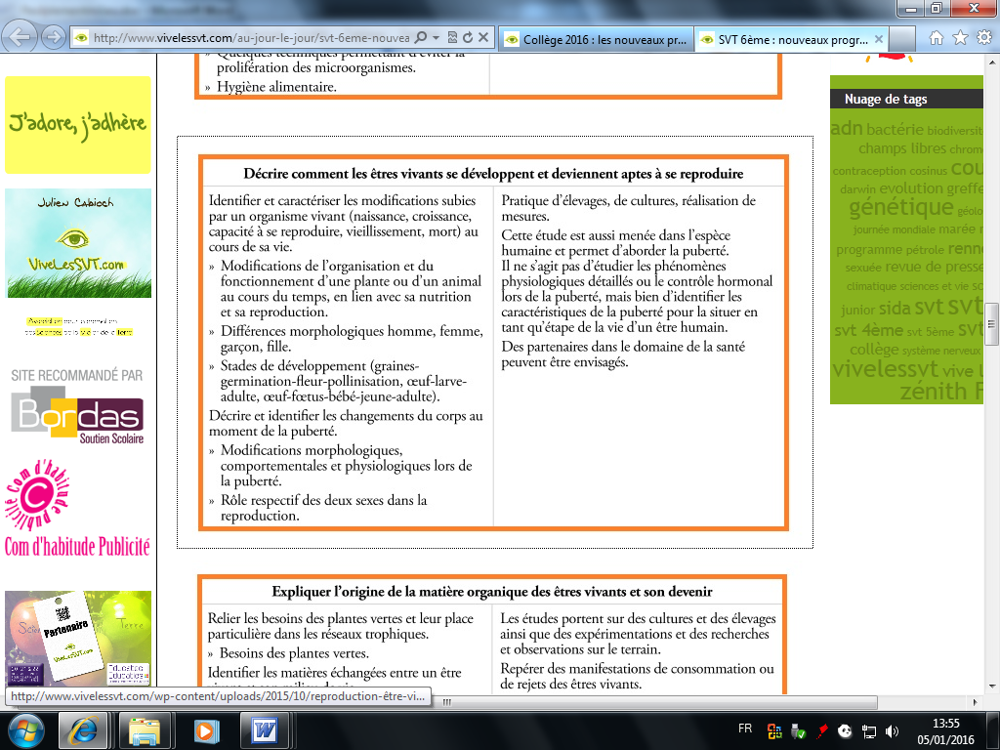 http://www.vivelessvt.com/au-jour-le-jour/svt-6eme-nouvea
Collège 2016 : les nouveaux pr...
SVT 6ème : nouveaux progr...
J'adore, j'adhère
Julien Cabioch
ViveLesSVT.com
Association pour la promotion
des Sciences de la Vie et de la Terre
SITE RECOMMANDÉ PAR
Bordas
Soutien Scolaire
Com d'habitude publicité
Com d'habitude Publicité
Partenaire
ViveLesSVT.com
Terre
Educatec
Educatice
» Quelques techniques permettant d'éviter la
prolifération des microorganismes.
» Hygiène alimentaire.
Décrire comment les êtres vivants se développent et deviennent aptes à se reproduire
Identifier et caractériser les modifications subies
par un organisme vivant (naissance, croissance,
capacité à se reproduire, vieillissement, mort) au
cours de sa vie.
» Modifications de l'organisation et du
fonctionnement d'une plante ou d'un animal
au cours du temps, en lien avec sa nutrition
et sa reproduction.
» Différences morphologiques homme, femme,
garçon, fille.
» Stades de développement (graines-
germination-fleur-pollinisation, œuf-larve-
adulte, œuf-fœtus-bébé-jeune-adulte).
Décrire et identifier les changements du corps au
moment de la puberté.
» Modifications morphologiques,
comportementales et physiologiques lors de
la puberté.
» Rôle respectif des deux sexes dans la
reproduction.
Pratique d'élevages, de cultures, réalisation de
mesures.
Cette étude est aussi menée dans l'espèce
humaine et permet d'aborder la puberté.
Il ne s'agit pas d'étudier les phénomènes
physiologiques détaillés ou le contrôle hormonal
lors de la puberté, mais bien d'identifier les
caractéristiques de la puberté pour la situer en
tant qu'étape de la vie d'un être humain.
Des partenaires dans le domaine de la santé
peuvent être envisagés.
Expliquer l'origine de la matière organique des êtres vivants et son devenir
Relier les besoins des plantes vertes et leur place
particulière dans les réseaux trophiques.
» Besoins des plantes vertes.
Identifier les matières échangées entre un être
Les études portent sur des cultures et des élevages
ainsi que des expérimentations et des recherches
et observations sur le terrain.
Repérer des manifestations de consommation ou
de rejets des êtres vivants.
Nuage de tags
adn bactérie biodiversit
champs libres chrom
contraception cosinus cou
darwin evolution greffe
génétique géolo
journée mondiale marée n
programme pétrole renn
sexuée revue de presse
climatique sciences et vie sc
junior sida svt svt
svt 4ème svt 5ème svt
collège système nerveux
vivelessvt vive l
zénith F
http://www.vivelessvt.com/wp-content/uploads/2015/10/reproduction-être-vi...
FR
13:55
05/01/2016